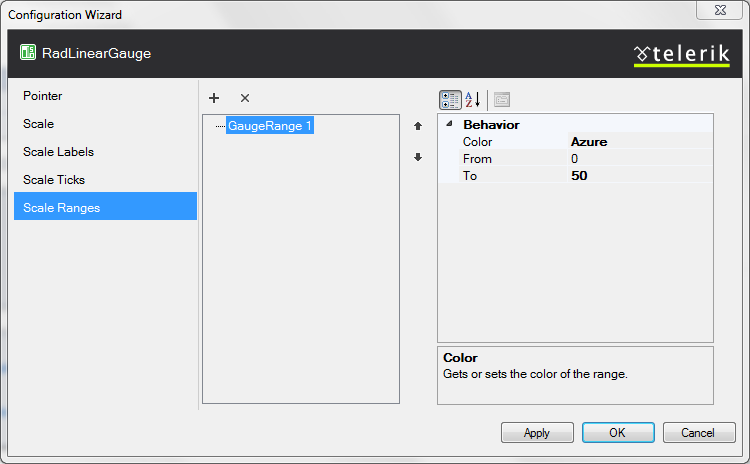 Configuration Wizard
RadLinearGauge
telerik
Pointer
Scale
Scale Labels
Scale Ticks
Scale Ranges
GaugeRange 1
Behavior
Color Azure
From 0
To 50
Color
Gets or sets the color of the range.
Apply OK Cancel